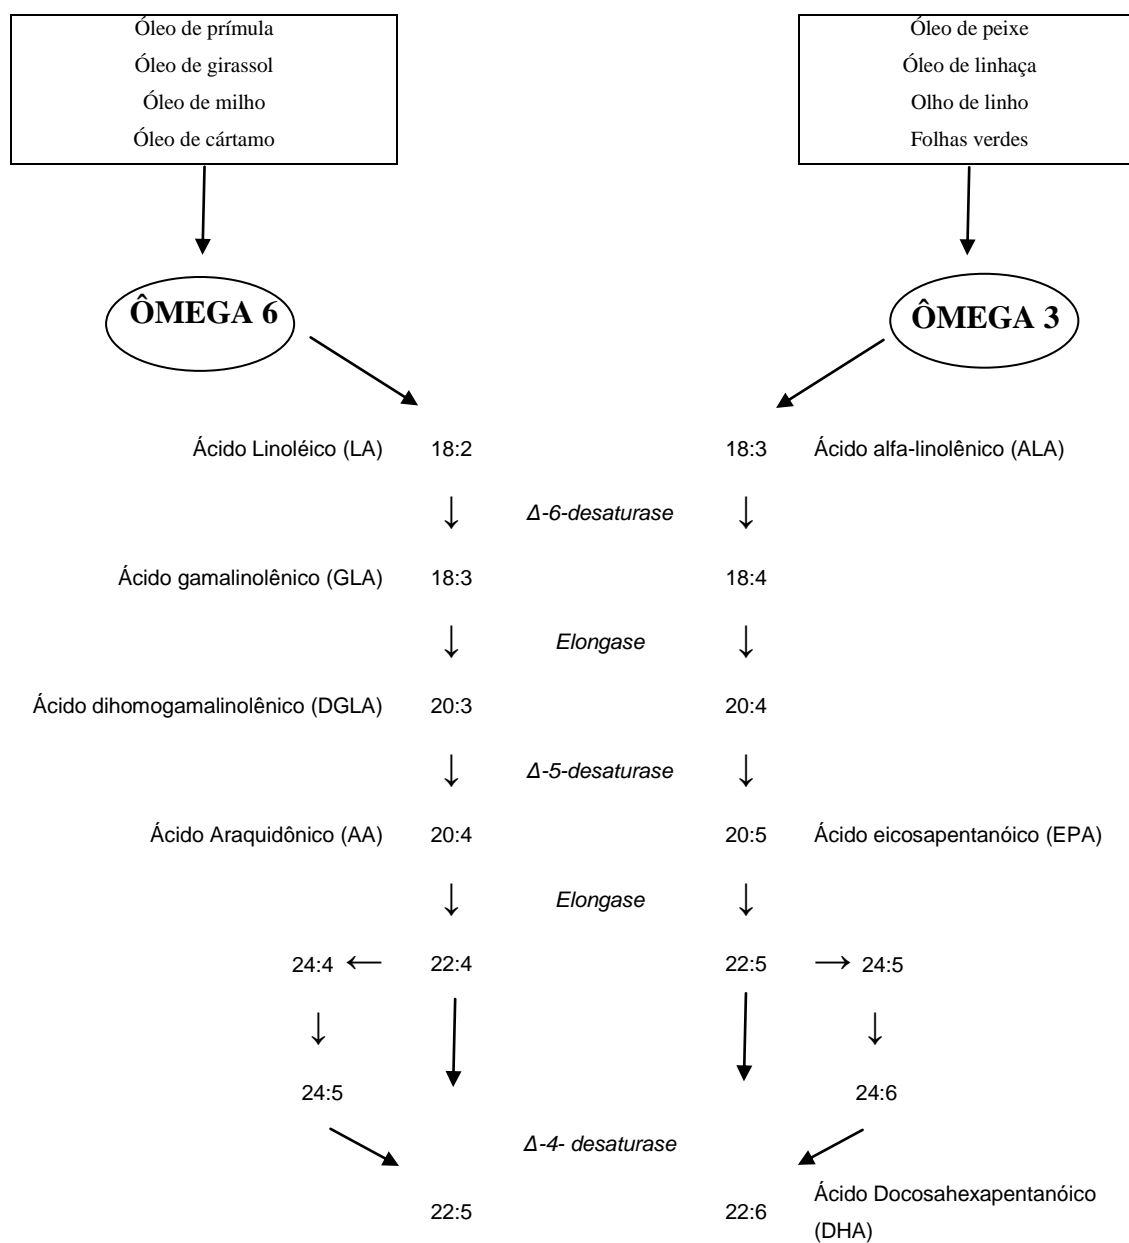 Óleo de prímula
Óleo de girassol
Óleo de milho
Óleo de cártamo
Óleo de peixe
Óleo de linhaça
Olho de linho
Folhas verdes
ÔMEGA 6
ÔMEGA 3
Ácido Linoléico (LA) 18:2 18:3 Ácido alfa-linolênico (ALA)
↓ Δ-6-desaturase ↓
Ácido gamalinolênico (GLA) 18:3 18:4
↓ Elongase ↓
Ácido dihomogamalinolênico (DGLA) 20:3 20:4
↓ Δ-5-desaturase ↓
Ácido Araquidônico (AA) 20:4 20:5 Ácido eicosapentanóico (EPA)
↓ Elongase ↓
24:4 ← 22:4 22:5 → 24:5
↓ ↓
24:5 24:6
Δ-4- desaturase
22:5 22:6 Ácido Docosahexapentanóico
(DHA)